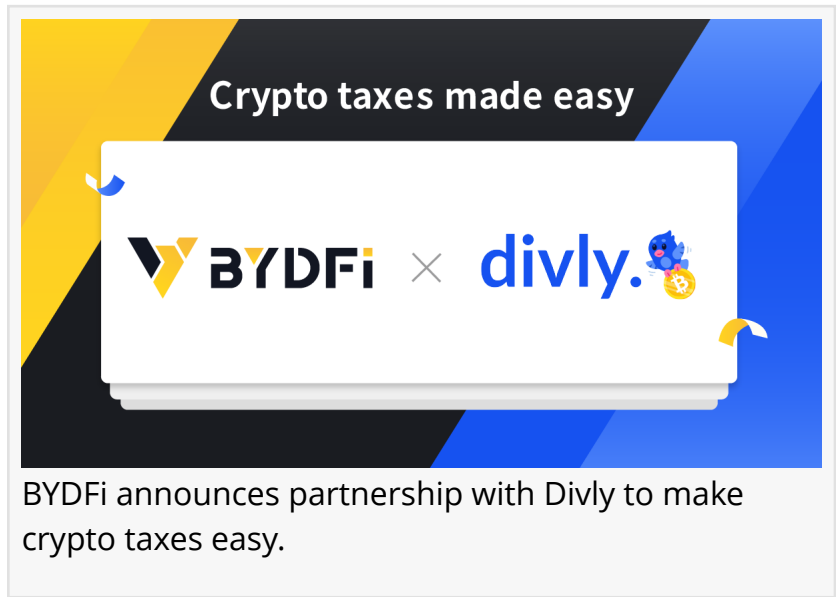 Crypto taxes made easy
BYDFi × divly.
BYDFi announces partnership with Divly to make
crypto taxes easy.